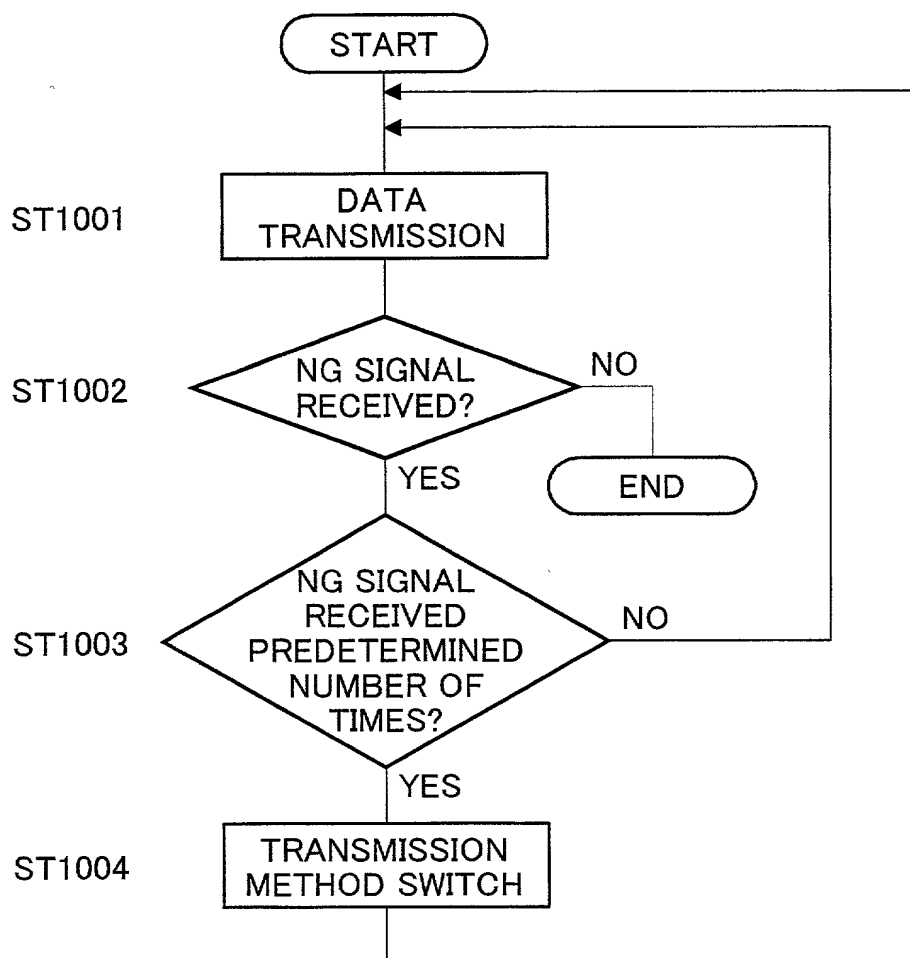 START
ST1001
DATA
TRANSMISSION
ST1002
NG SIGNAL
RECEIVED?
NO
YES
END
ST1003
NG SIGNAL
RECEIVED
PREDETERMINED
NUMBER OF
TIMES?
NO
YES
ST1004
TRANSMISSION
METHOD SWITCH